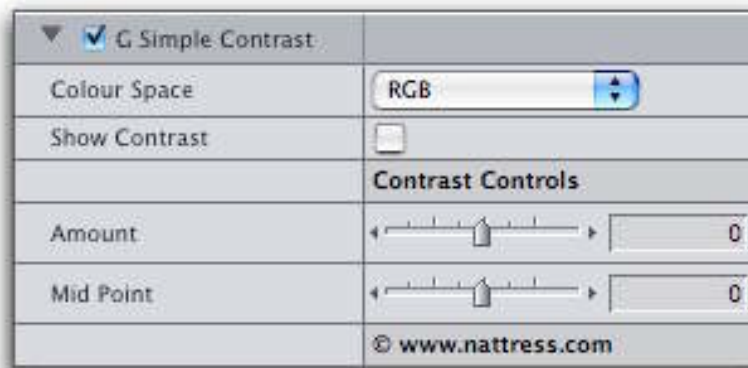 G Simple Contrast
Colour Space RGB
Show Contrast
Contrast Controls
Amount 0
Mid Point 0
© www.nattress.com